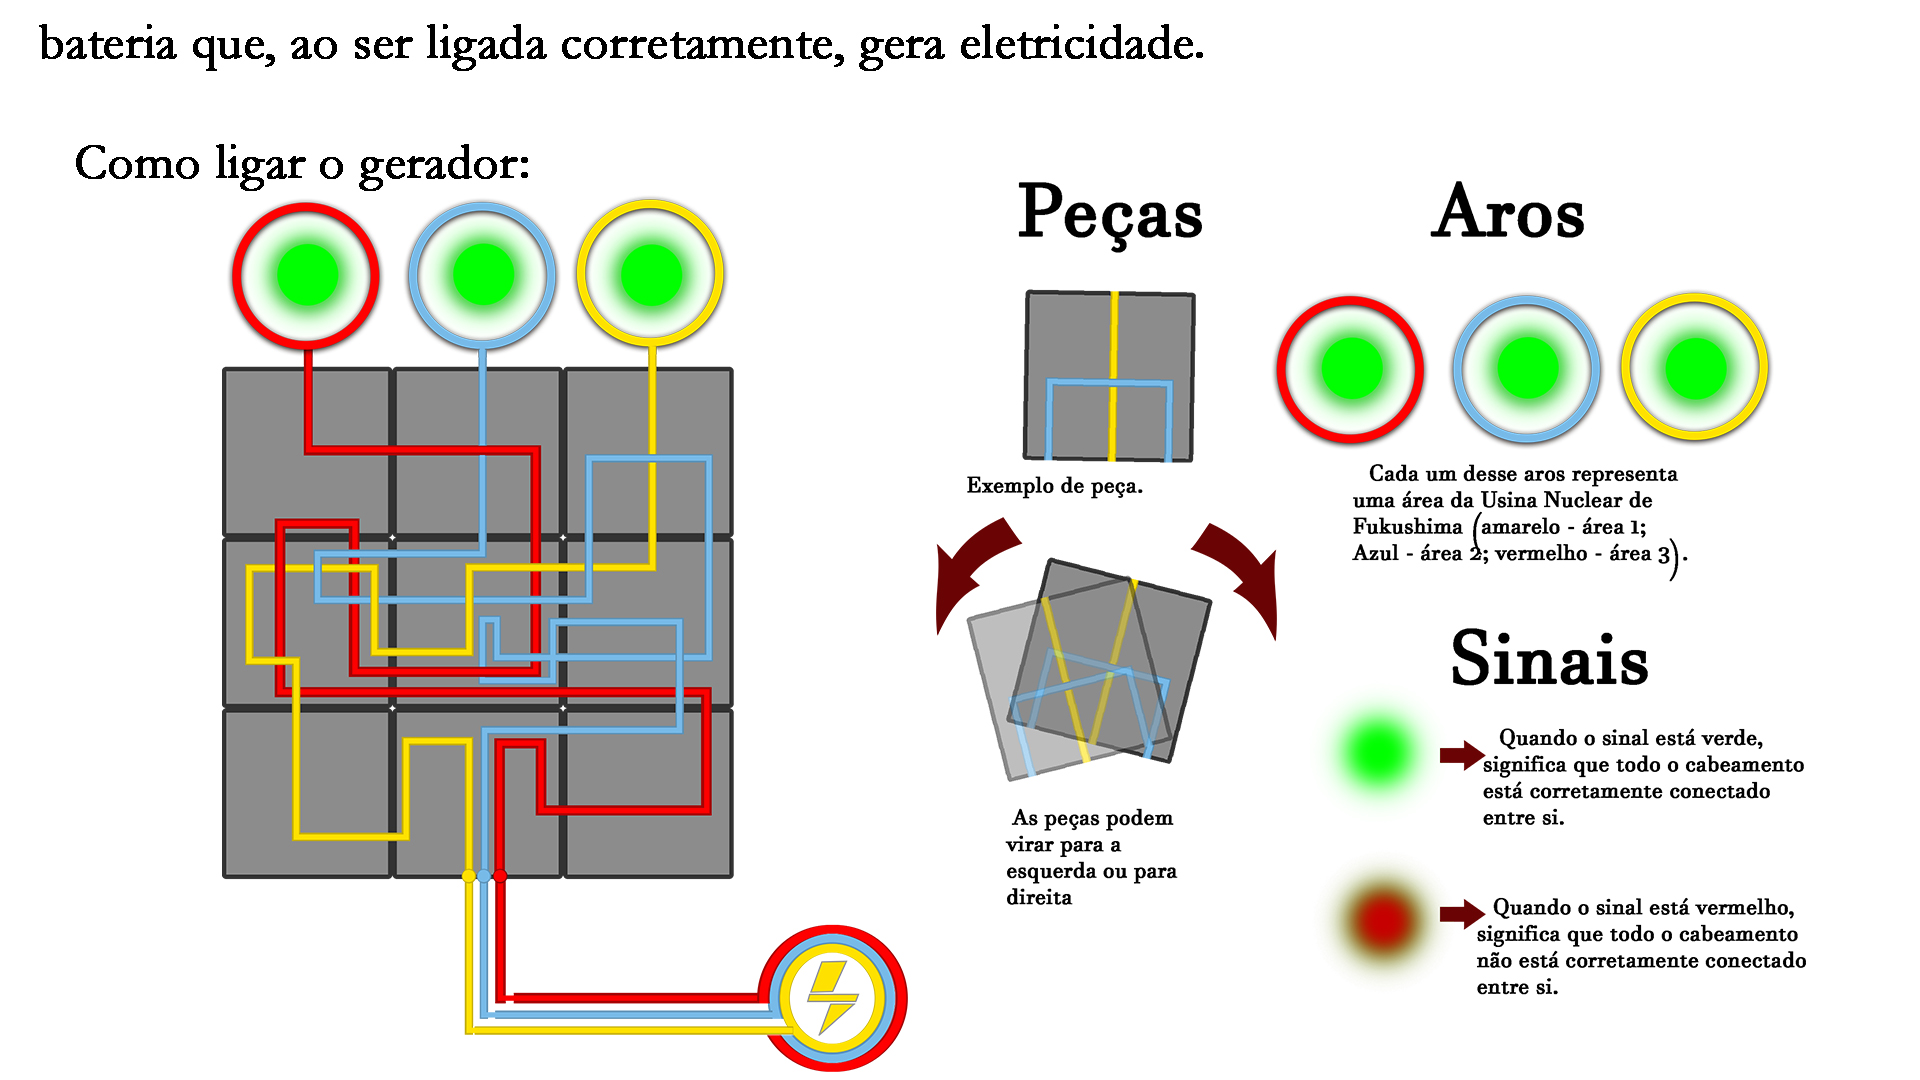 bateria que, ao ser ligada corretamente, gera eletricidade.
Como ligar o gerador:
Peças
Exemplo de peça.
As peças podem
virar para a
esquerda ou para
direita
Aros
Cada um desse aros representa
uma área da Usina Nuclear de
Fukushima (amarelo - área 1;
Azul - área 2; vermelho - área 3).
Sinais
Quando o sinal está verde,
significa que todo o cabeamento
está corretamente conectado
entre si.
Quando o sinal está vermelho,
significa que todo o cabeamento
não está corretamente conectado
entre si.